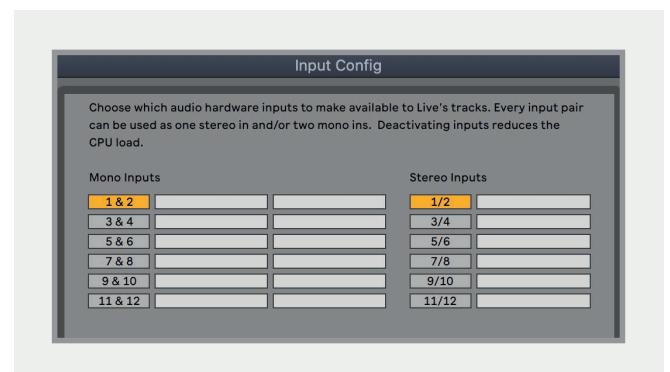 Input Config
Choose which audio hardware inputs to make available to Live's tracks. Every input pair
can be used as one stereo in and/or two mono ins. Deactivating inputs reduces the
CPU load.
Mono Inputs Stereo Inputs
1 & 2 1/2
3 & 4 3/4
5 & 6 5/6
7 & 8 7/8
9 & 10 9/10
11 & 12 11/12